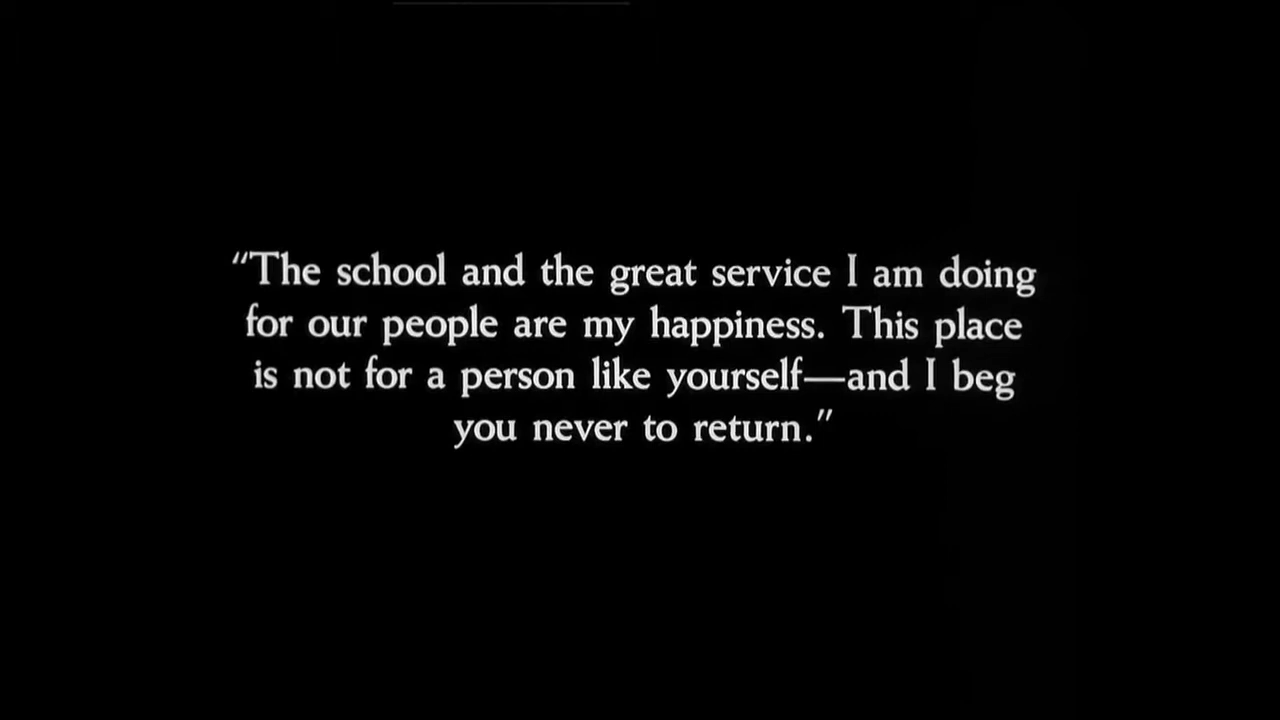 “The school and the great service I am doing
for our people are my happiness. This place
is not for a person like yourself—and I beg
you never to return.”